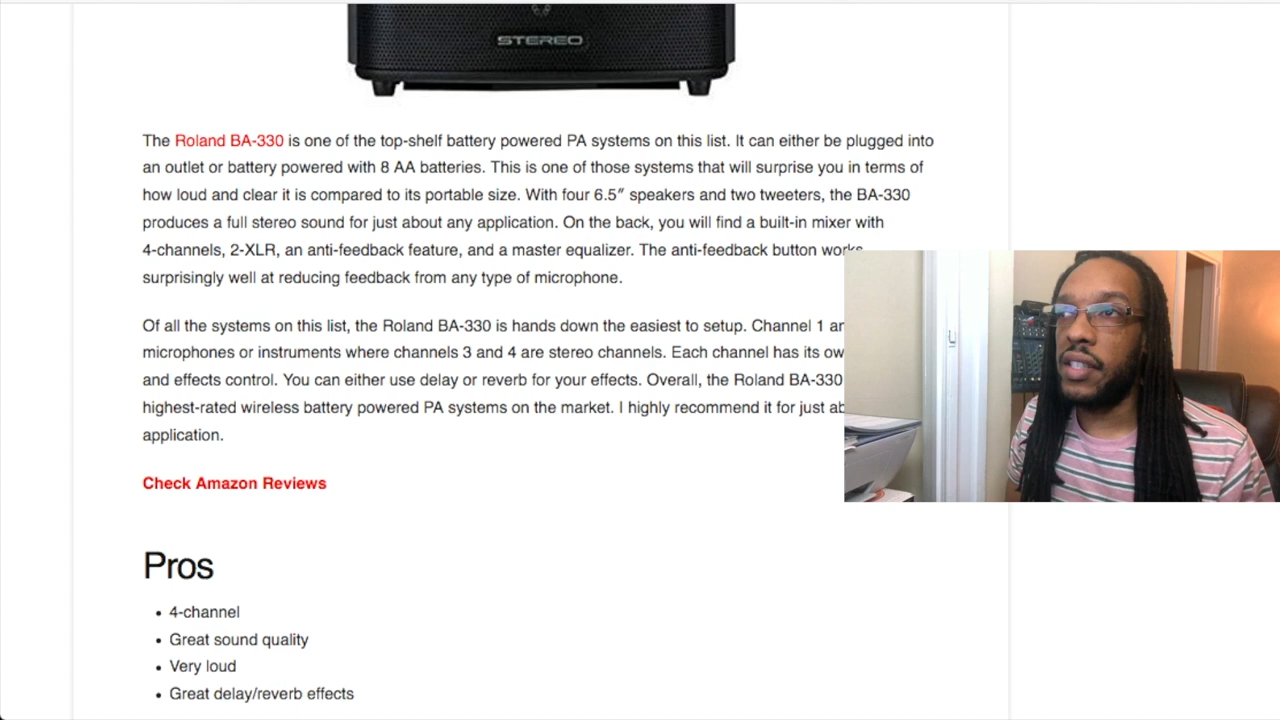 STEREO
The Roland BA-330 is one of the top-shelf battery powered PA systems on this list. It can either be plugged into
an outlet or battery powered with 8 AA batteries. This is one of those systems that will surprise you in terms of
how loud and clear it is compared to its portable size. With four 6.5″ speakers and two tweeters, the BA-330
produces a full stereo sound for just about any application. On the back, you will find a built-in mixer with
4-channels, 2-XLR, an anti-feedback feature, and a master equalizer. The anti-feedback button works
surprisingly well at reducing feedback from any type of microphone.
Of all the systems on this list, the Roland BA-330 is hands down the easiest to setup. Channel 1
microphones or instruments where channels 3 and 4 are stereo channels. Each channel has its
and effects control. You can either use delay or reverb for your effects. Overall, the Roland BA-330
highest-rated wireless battery powered PA systems on the market. I highly recommend it for just
application.
Check Amazon Reviews
Pros
• 4-channel
• Great sound quality
• Very loud
• Great delay/reverb effects